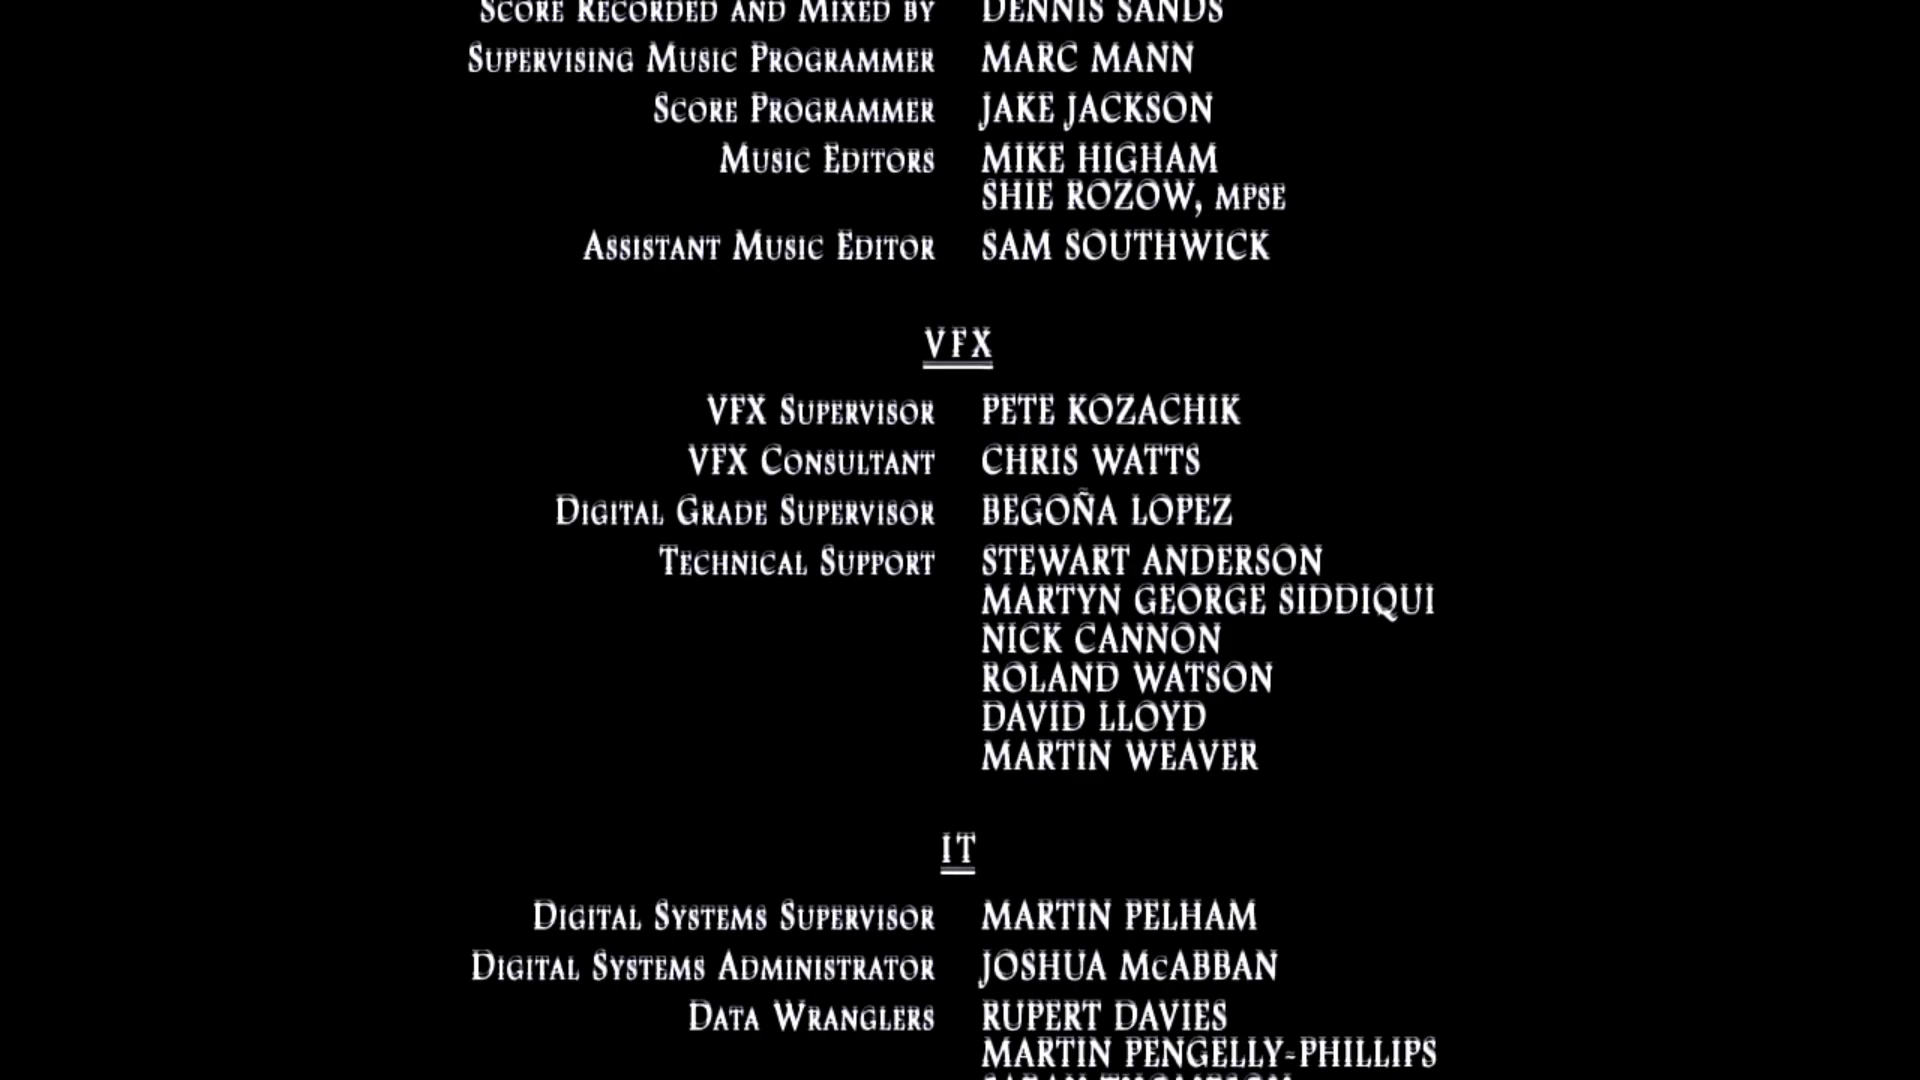 Score Recorded and Mixed by DENNIS SANDS
Supervising Music Programmer MARC MANN
Score Programmer JAKE JACKSON
Music Editors MIKE HIGHAM
SHIE ROZOW, MPSE
Assistant Music Editor SAM SOUTHWICK
VFX
VFX Supervisor PETE KOZACHIK
VFX Consultant CHRIS WATTS
Digital Grade Supervisor BEGOÑA LOPEZ
Technical Support STEWART ANDERSON
MARTYN GEORGE SIDDIQUI
NICK CANNON
ROLAND WATSON
DAVID LLOYD
MARTIN WEAVER
IT
Digital Systems Supervisor MARTIN PELHAM
Digital Systems Administrator JOSHUA McABBAN
Data Wranglers RUPERT DAVIES
MARTIN PENGELLY-PHILLIPS